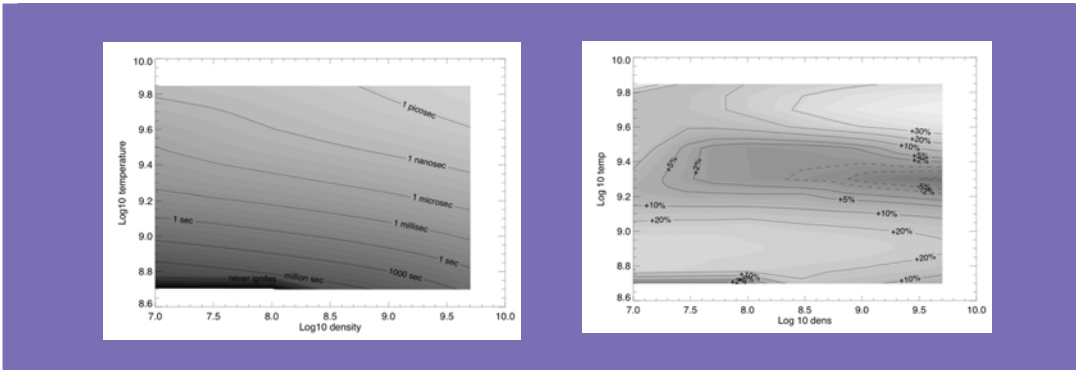 10.0
9.8
9.6
9.4
9.2
9.0
8.8
8.6
Log10 temperature
1 picosec
1 nanosec
1 microsec
1 millisec
1 sec
1 sec
1000 sec
million sec
never ignites
7.0 7.5 8.0 8.5 9.0 9.5 10.0
Log10 density
10.0
9.8
9.6
9.4
9.2
9.0
8.8
8.6
Log 10 temp
+30%
+20%
+10%
+5%
+2%
+5%
+2%
-5%
-2%
+5%
+10%
+10%
+20%
+20%
+20%
+10%
+10%
7.0 7.5 8.0 8.5 9.0 9.5 10.0
Log 10 dens